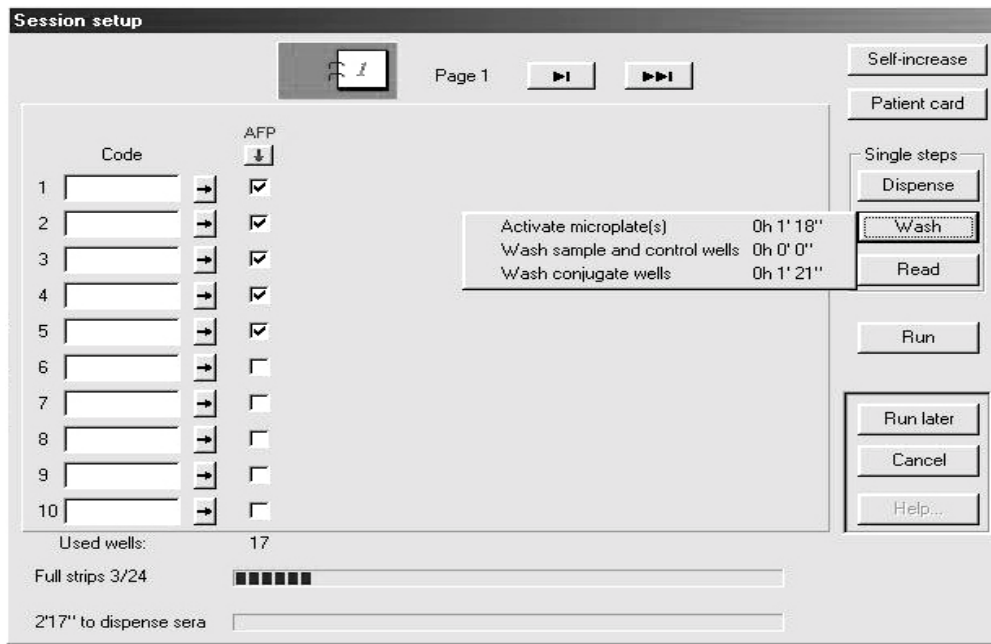 Session setup
1
Page 1
Self-increase
Patient card
AFP
Code
Single steps
1
Dispense
2
Activate microplate(s) 0h 1' 18"
Wash
Wash sample and control wells 0h 0' 0"
3
Wash conjugate wells 0h 1' 21"
Read
4
5
Run
6
7
Run later
8
Cancel
9
10
Help...
Used wells: 17
Full strips 3/24
2'17" to dispense sera